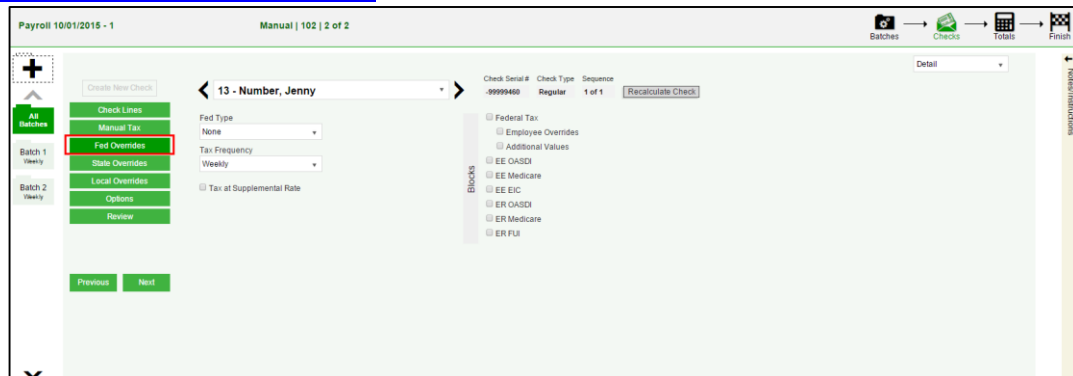 Payroll 10/01/2015 - 1
Manual | 102 | 2 of 2
Batches
Checks
Totals
Finish
Detail
Notes/Instructions
All
Batches
Batch 1
Weekly
Batch 2
Weekly
Create New Check
Check Lines
Manual Tax
Fed Overrides
State Overrides
Local Overrides
Options
Review
Previous
Next
13 - Number, Jenny
Check Serial # Check Type Sequence
-99999460 Regular 1 of 1 Recalculate Check
Fed Type
None
Tax Frequency
Weekly
Tax at Supplemental Rate
Blocks
Federal Tax
Employee Overrides
Additional Values
EE OASDI
EE Medicare
EE EIC
ER OASDI
ER Medicare
ER FUI